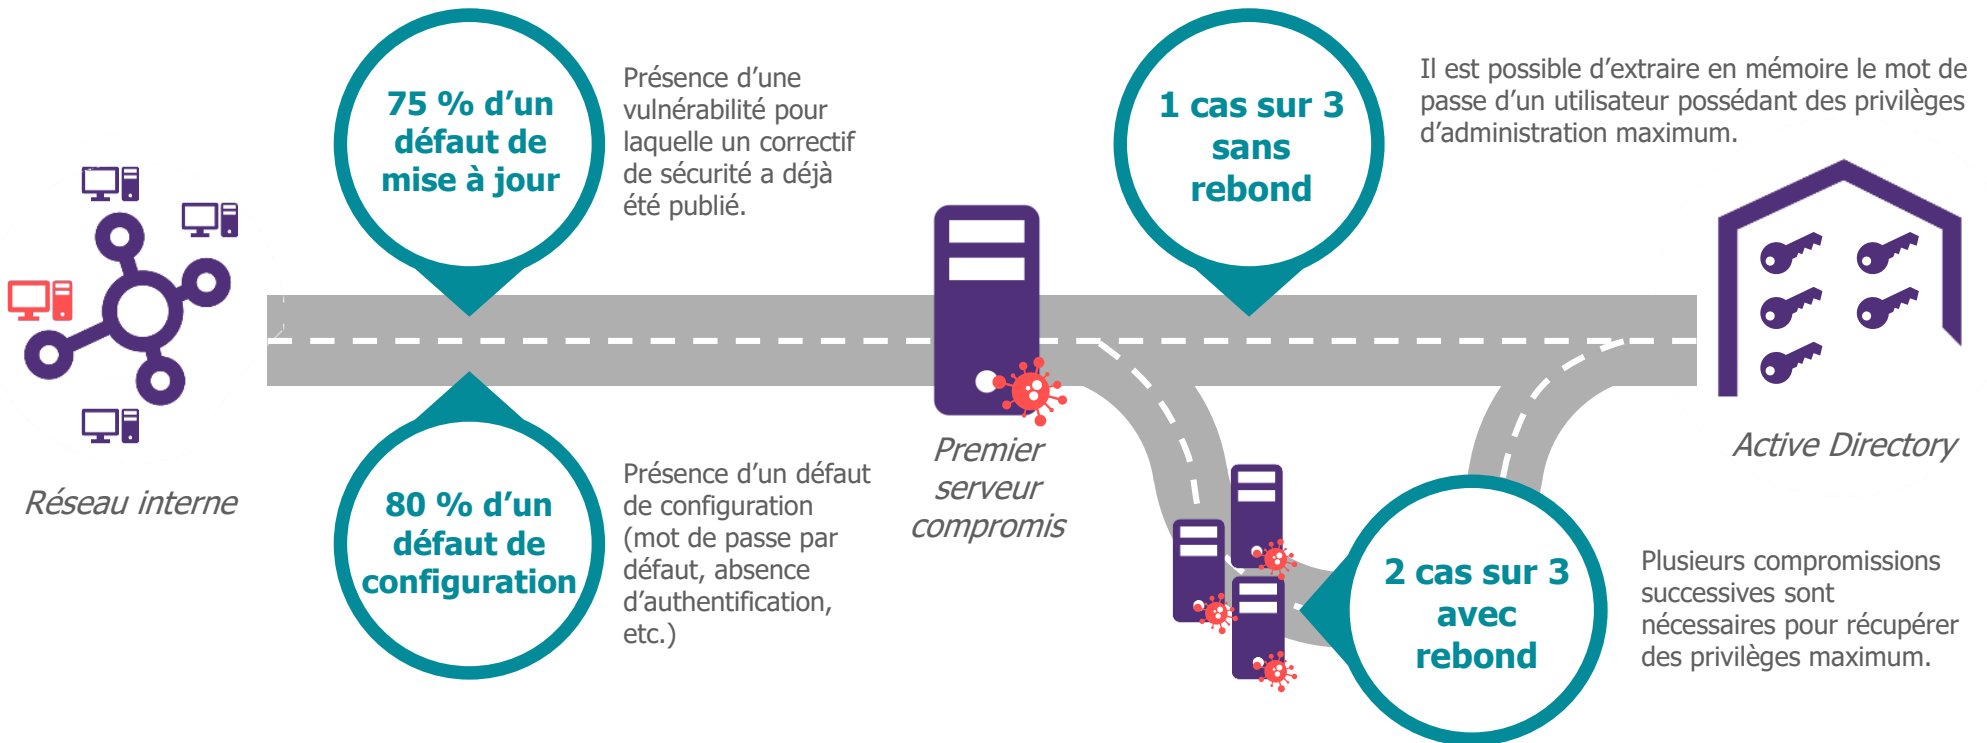 75 % d’un
défaut de
mise à jour
Présence d’une
vulnérabilité pour
laquelle un correctif
de sécurité a déjà
été publié.
1 cas sur 3
sans
rebond
Il est possible d’extraire en mémoire le mot de
passe d’un utilisateur possédant des privilèges
d’administration maximum.
Réseau interne
80 % d’un
défaut de
configuration
Présence d’un défaut
de configuration
(mot de passe par
défaut, absence
d’authentification,
etc.)
Premier
serveur
compromis
Active Directory
2 cas sur 3
avec
rebond
Plusieurs compromissions
successives sont
nécessaires pour récupérer
des privilèges maximum.